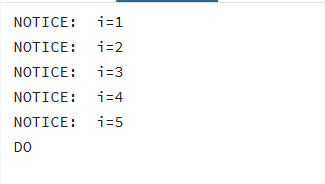 NOTICE:  i=1
NOTICE:  i=2
NOTICE:  i=3
NOTICE:  i=4
NOTICE:  i=5
DO